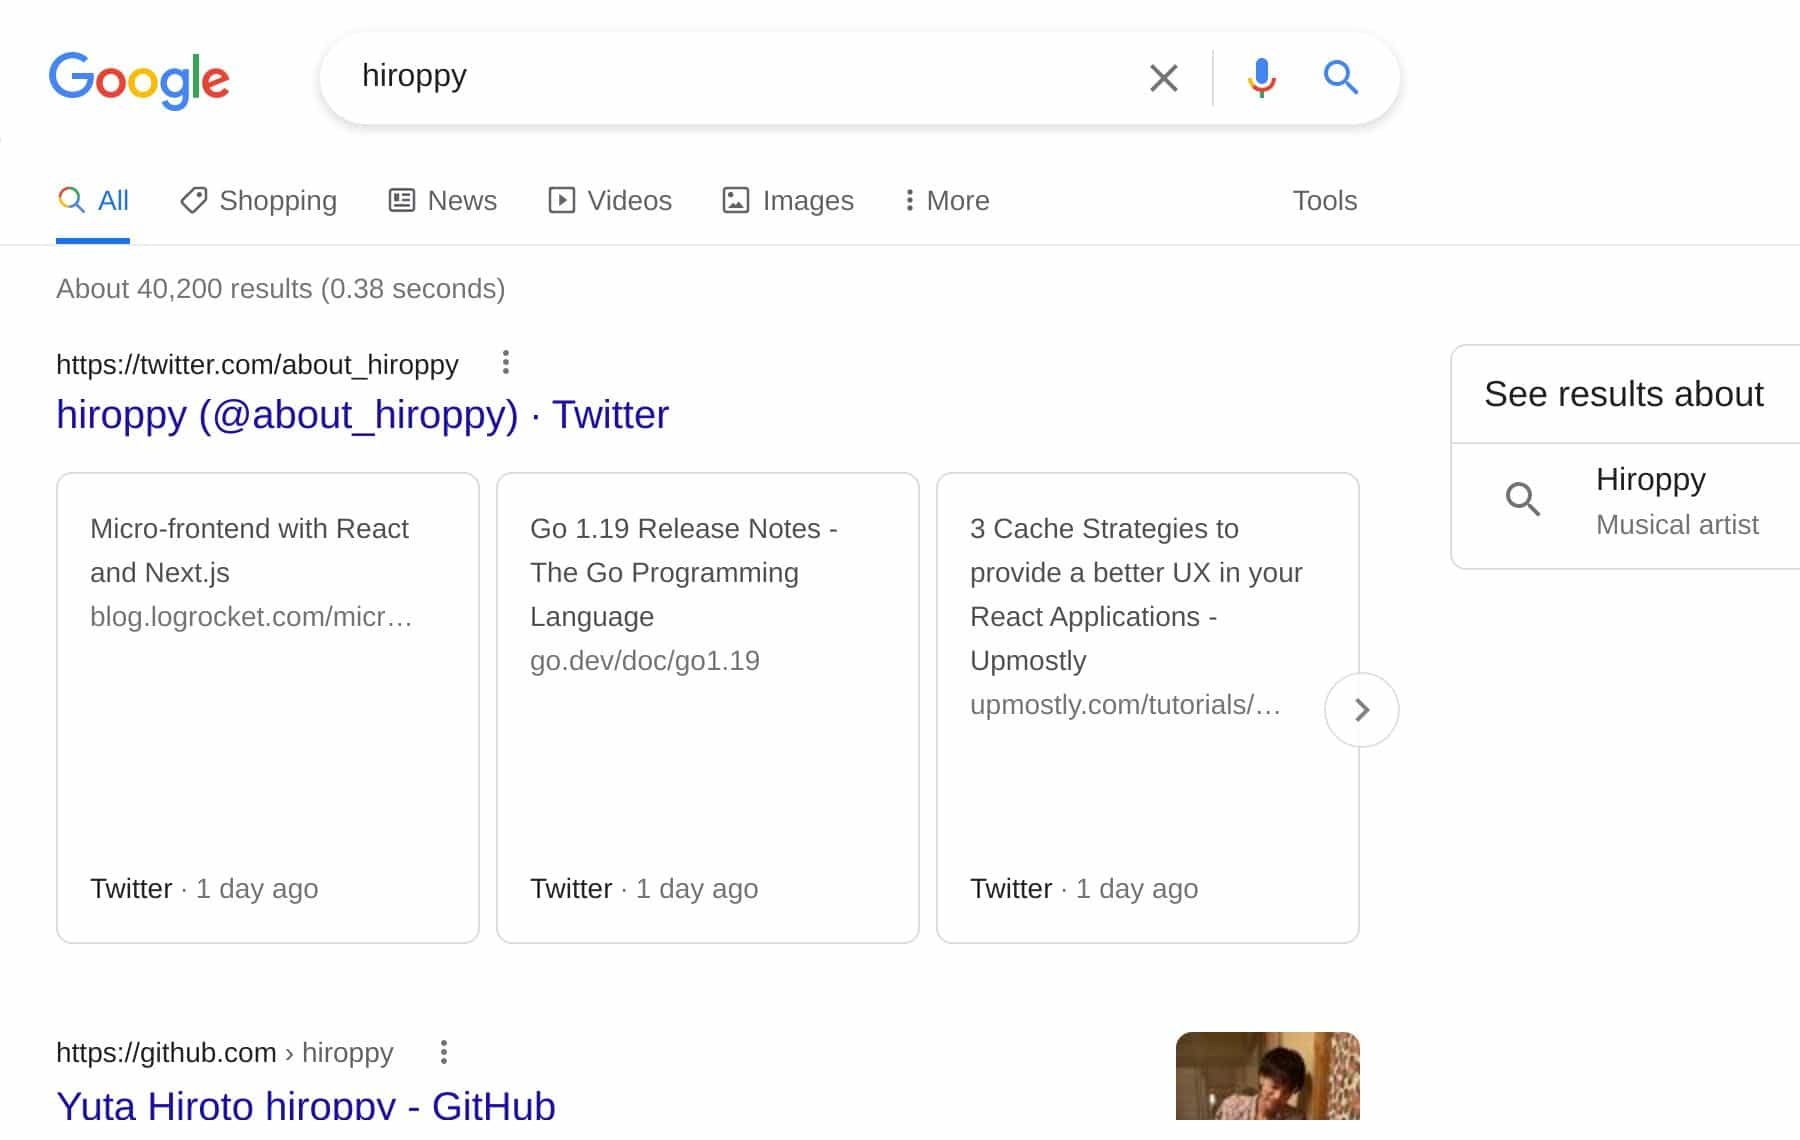 Google
hiroppy
All Shopping News Videos Images More Tools
About 40,200 results (0.38 seconds)
https://twitter.com/about_hiroppy
hiroppy (@about_hiroppy) · Twitter
Micro-frontend with React
and Next.js
blog.logrocket.com/micr…
Twitter · 1 day ago
Go 1.19 Release Notes -
The Go Programming
Language
go.dev/doc/go1.19
Twitter · 1 day ago
3 Cache Strategies to
provide a better UX in your
React Applications -
Upmostly
upmostly.com/tutorials/…
Twitter · 1 day ago
https://github.com › hiroppy
Yuta Hiroto hiroppy - GitHub
See results about
Hiroppy
Musical artist